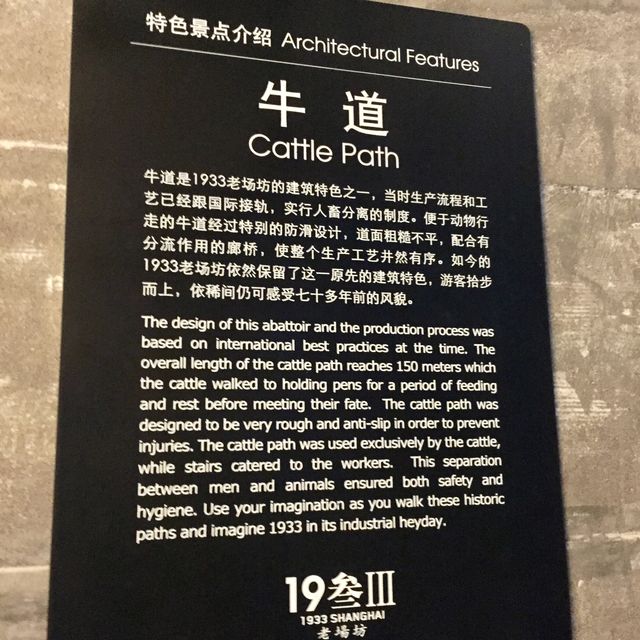 特色景点介绍 Architectural Features
牛 道
Cattle Path
牛道是1933老场坊的建筑特色之一，当时生产流程和工
艺已经跟国际接轨，实行人畜分离的制度。便于动物行
走的牛道经过特别的防滑设计，道面粗糙不平，配合有
分流作用的廊桥，使整个生产工艺井然有序。如今的
1933老场坊依然保留了这一原先的建筑特色，游客拾步
而上，依稀间仍可感受七十多年前的风貌。
The design of this abattoir and the production process was
based on international best practices at the time. The
overall length of the cattle path reaches 150 meters which
the cattle walked to holding pens for a period of feeding
and rest before meeting their fate. The cattle path was
designed to be very rough and anti-slip in order to prevent
injuries. The cattle path was used exclusively by the cattle,
while stairs catered to the workers. This separation
between men and animals ensured both safety and
hygiene. Use your imagination as you walk these historic
paths and imagine 1933 in its industrial heyday.
19叁III
1933 SHANGHAI
老場坊